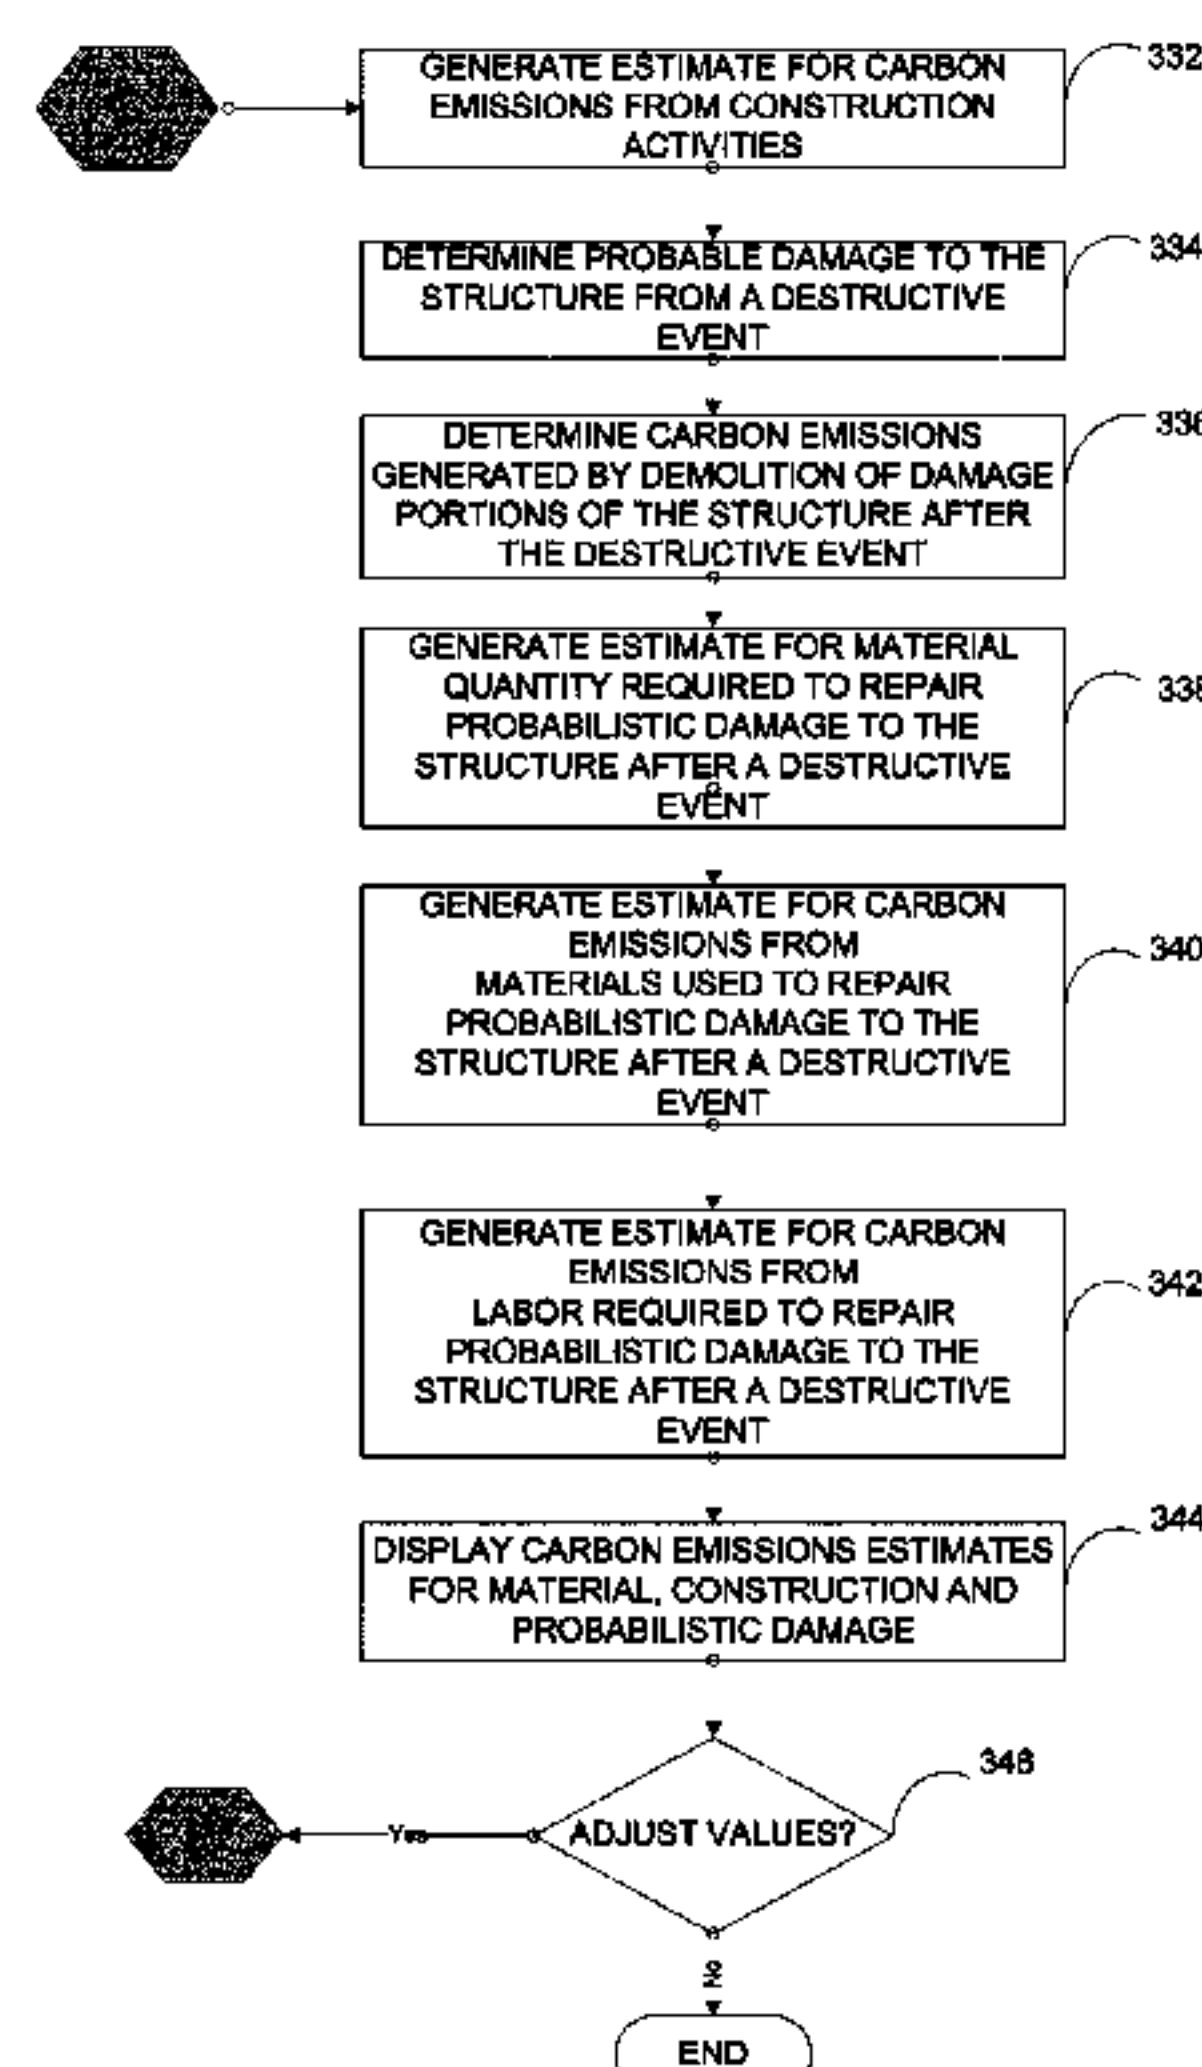 GENERATE ESTIMATE FOR CARBON
EMISSIONS FROM CONSTRUCTION
ACTIVITIES
332
DETERMINE PROBABLE DAMAGE TO THE
STRUCTURE FROM A DESTRUCTIVE
EVENT
334
DETERMINE CARBON EMISSIONS
GENERATED BY DEMOLITION OF DAMAGE
PORTIONS OF THE STRUCTURE AFTER
THE DESTRUCTIVE EVENT
336
GENERATE ESTIMATE FOR MATERIAL
QUANTITY REQUIRED TO REPAIR
PROBABILISTIC DAMAGE TO THE
STRUCTURE AFTER A DESTRUCTIVE
EVENT
338
GENERATE ESTIMATE FOR CARBON
EMISSIONS FROM
MATERIALS USED TO REPAIR
PROBABILISTIC DAMAGE TO THE
STRUCTURE AFTER A DESTRUCTIVE
EVENT
340
GENERATE ESTIMATE FOR CARBON
EMISSIONS FROM
LABOR REQUIRED TO REPAIR
PROBABILISTIC DAMAGE TO THE
STRUCTURE AFTER A DESTRUCTIVE
EVENT
342
DISPLAY CARBON EMISSIONS ESTIMATES
FOR MATERIAL, CONSTRUCTION AND
PROBABILISTIC DAMAGE
344
ADJUST VALUES?
Yes
No
END